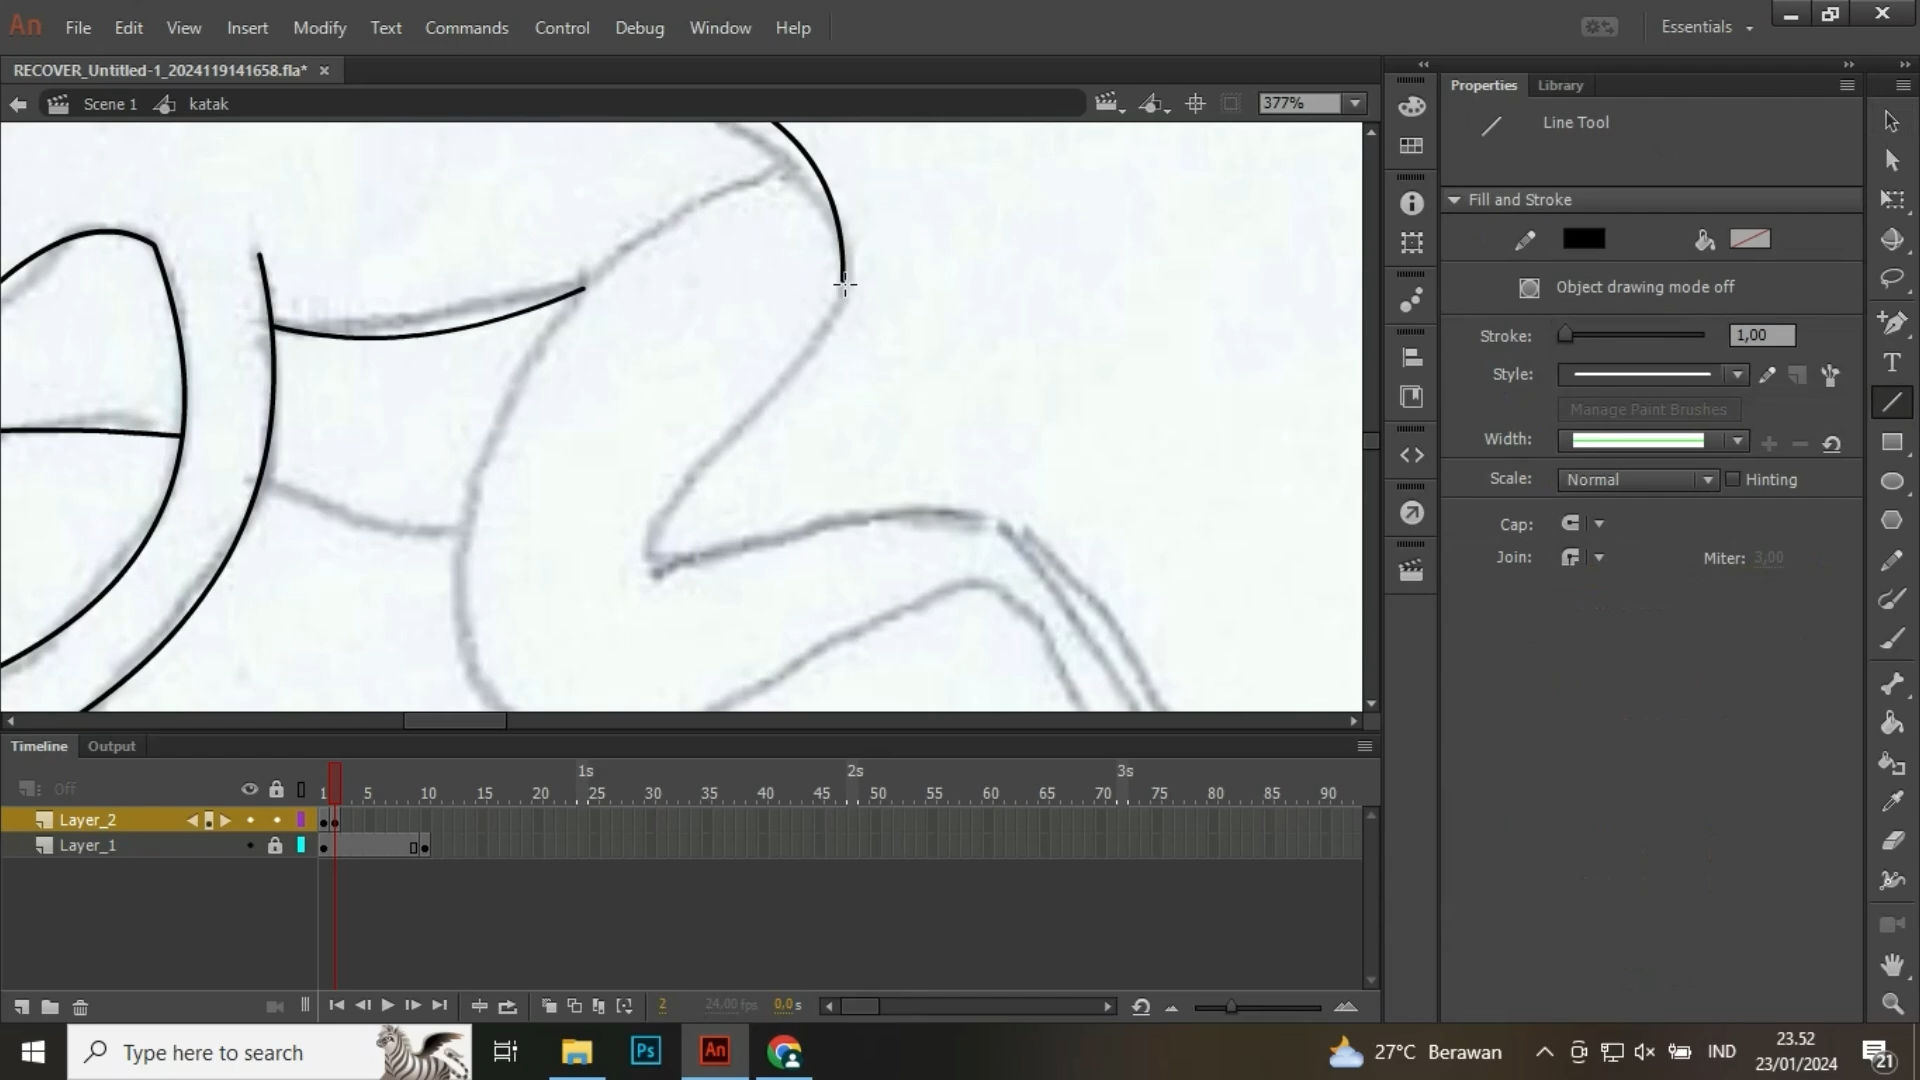 An File Edit View Insert Modify Text Commands Control Debug Window Help Essentials
RECOVER_Untitled-1_2024119141658.fla* ×
Scene 1 katak 377%
Properties Library
Line Tool
Fill and Stroke
Object drawing mode off
Stroke: 1,00
Style:
Manage Paint Brushes
Width:
Scale: Normal Hinting
Cap:
Join: Miter: 3,00
Timeline Output
1s 2s 3s
Off 1 5 10 15 20 25 30 35 40 45 50 55 60 65 70 75 80 85 90
Layer_2
Layer_1
2 24,00 fps 0,0 s
Type here to search Ps An 27°C Berawan IND 23.52
23/01/2024 21